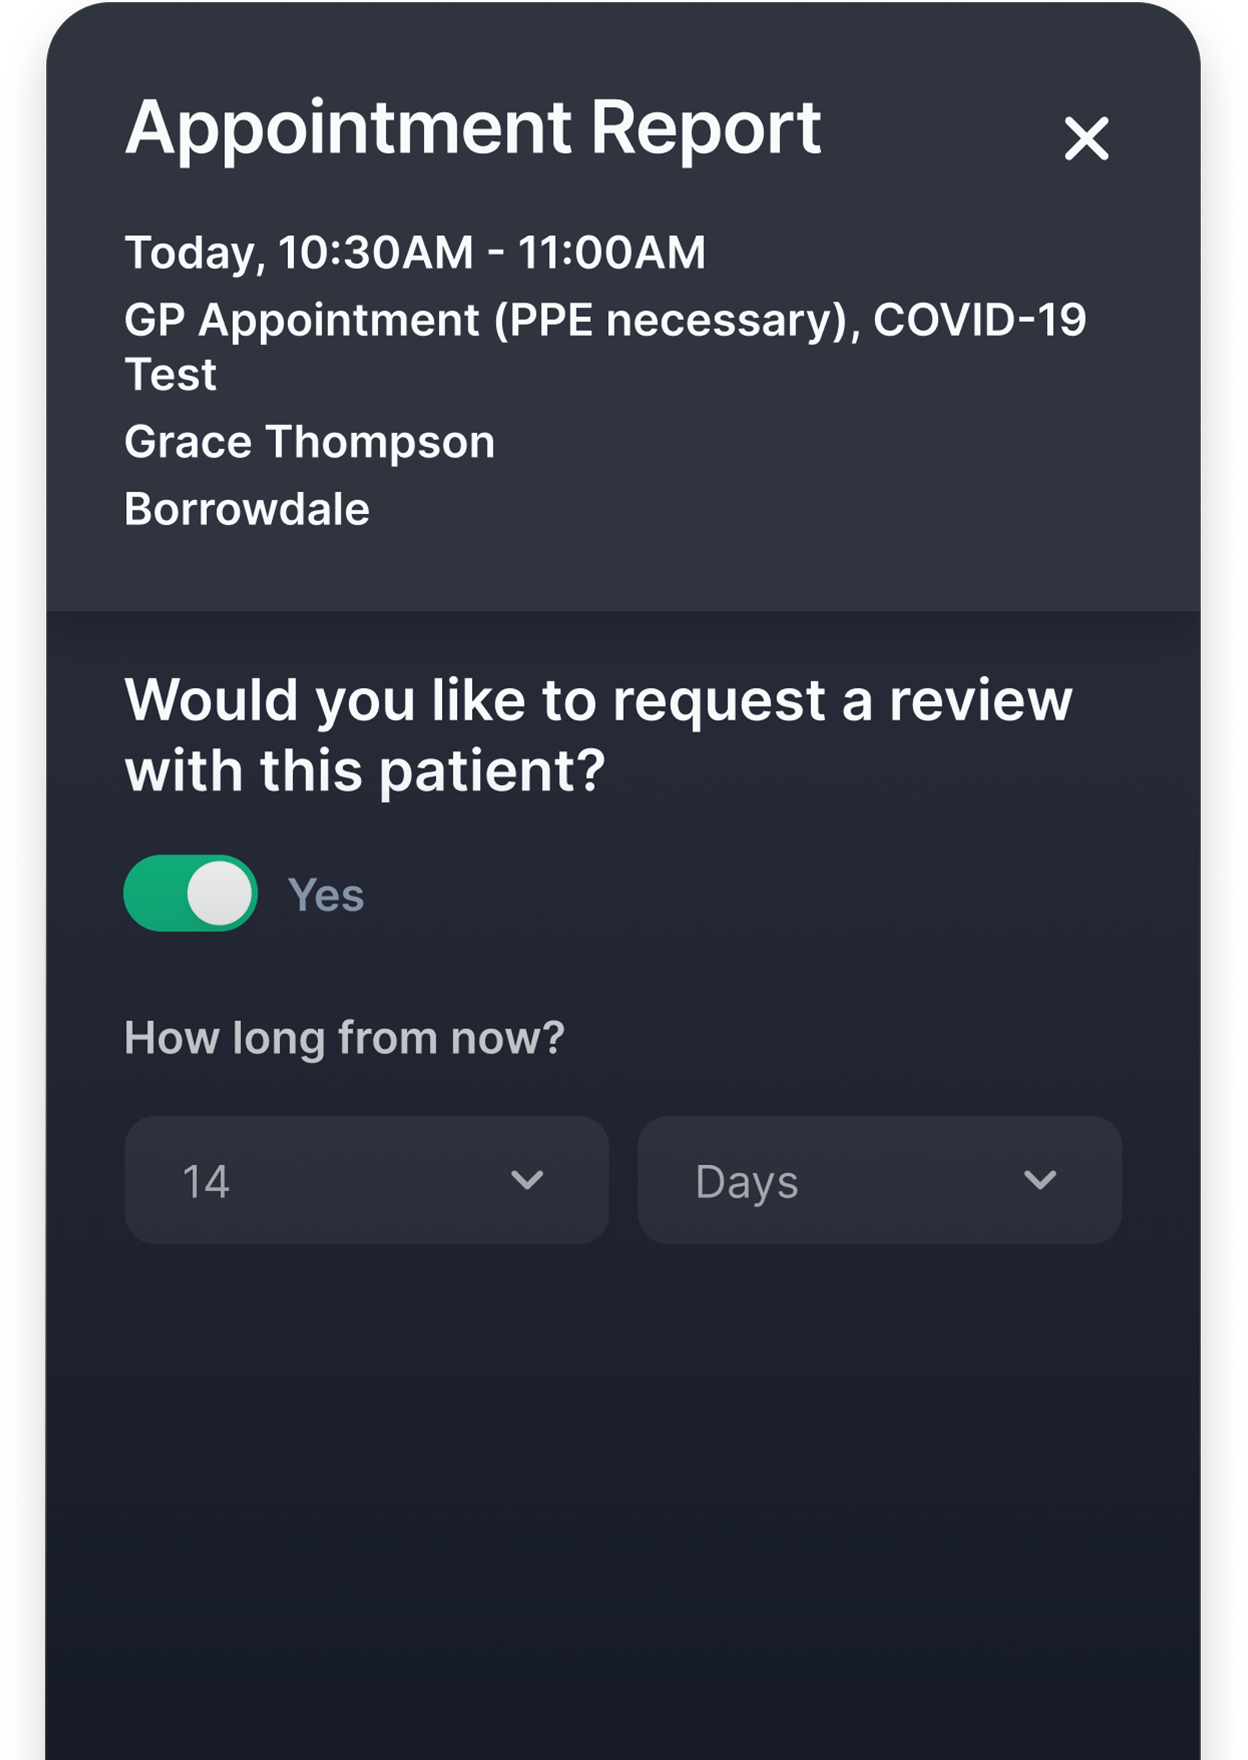 Appointment Report
Today, 10:30AM - 11:00AM
GP Appointment (PPE necessary), COVID-19
Test
Grace Thompson
Borrowdale
Would you like to request a review
with this patient?
Yes
How long from now?
14
Days